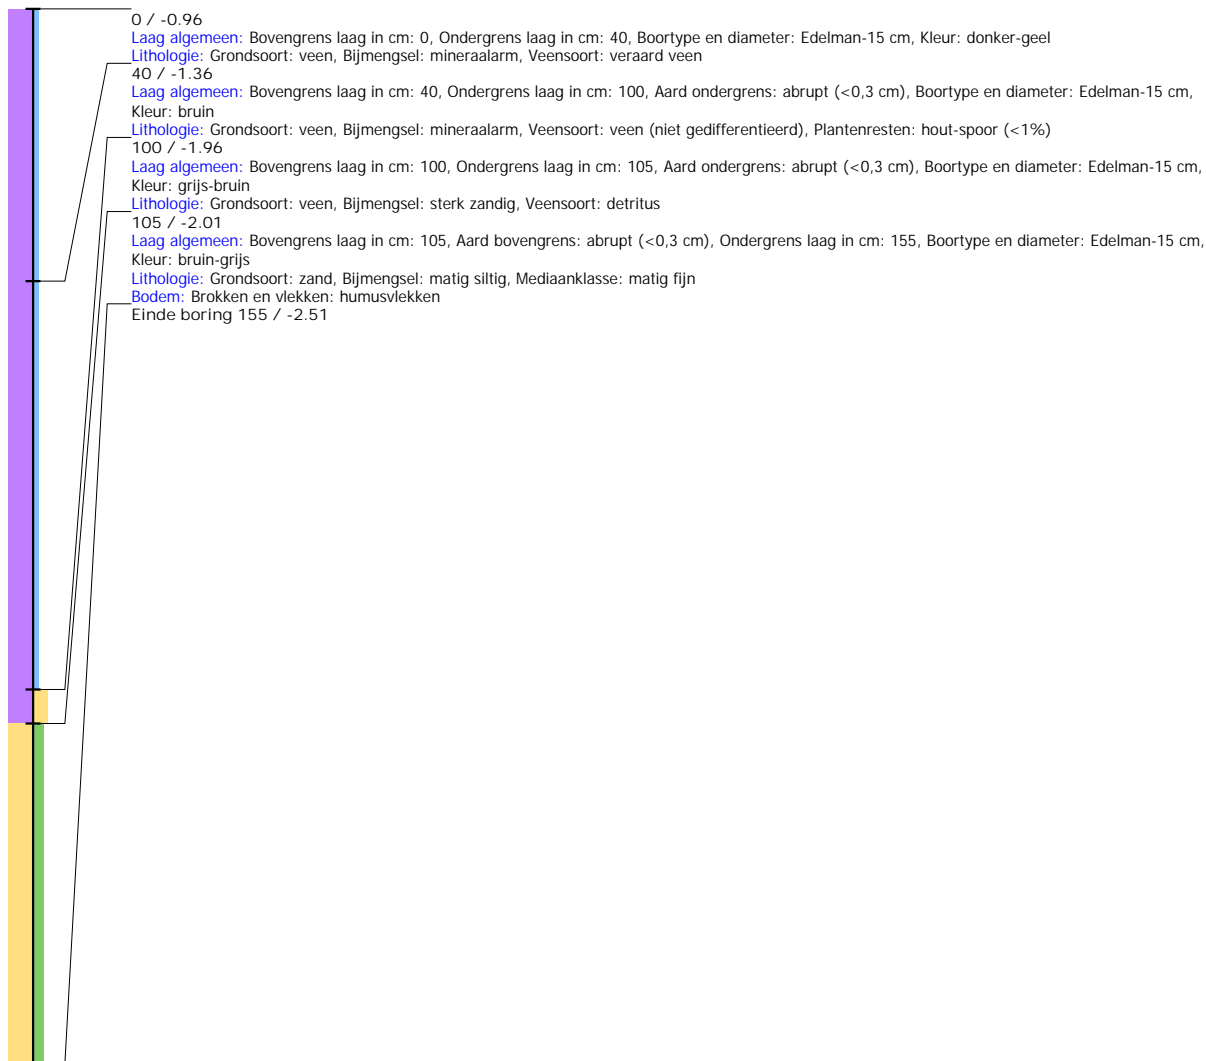 0 / -0.96
Laag algemeen: Bovengrens laag in cm: 0, Ondergrens laag in cm: 40, Boortype en diameter: Edelman-15 cm, Kleur: donker-geel
Lithologie: Grondsoort: veen, Bijmengsel: mineraalarm, Veensoort: veraard veen
40 / -1.36
Laag algemeen: Bovengrens laag in cm: 40, Ondergrens laag in cm: 100, Aard ondergrens: abrupt (<0,3 cm), Boortype en diameter: Edelman-15 cm,
Kleur: bruin
Lithologie: Grondsoort: veen, Bijmengsel: mineraalarm, Veensoort: veen (niet gedifferentieerd), Plantenresten: hout-spoor (<1%)
100 / -1.96
Laag algemeen: Bovengrens laag in cm: 100, Ondergrens laag in cm: 105, Aard ondergrens: abrupt (<0,3 cm), Boortype en diameter: Edelman-15 cm,
Kleur: grijs-bruin
Lithologie: Grondsoort: veen, Bijmengsel: sterk zandig, Veensoort: detritus
105 / -2.01
Laag algemeen: Bovengrens laag in cm: 105, Aard bovengrens: abrupt (<0,3 cm), Ondergrens laag in cm: 155, Boortype en diameter: Edelman-15 cm,
Kleur: bruin-grijs
Lithologie: Grondsoort: zand, Bijmengsel: matig siltig, Mediaanklasse: matig fijn
Bodem: Brokken en vlekken: humusvlekken
Einde boring 155 / -2.51